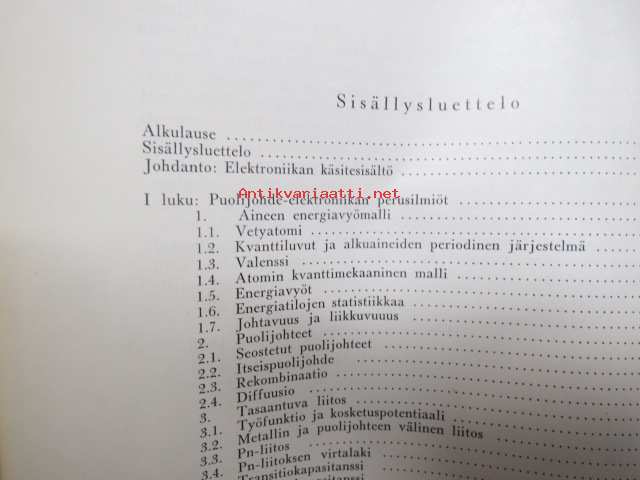 Sisällysluettelo
Alkulause
Sisällysluettelo
Johdanto: Elektroniikan käsitesisältö
Antikvariaatti.net
I luku: Puolijohde-elektroniikan perusilmiöt
1. Aineen energiavyömalli
1.1. Vetyatomi
1.2. Kvanttiluvut ja alkuaineiden periodinen järjestelmä
1.3. Valenssi
1.4. Atomin kvanttimekaaninen malli
1.5. Energiavyöt
1.6. Energiatilojen statistiikkaa
1.7. Johtavuus ja liikkuvuuus
2. Puolijohteet
2.1. Seostetut puolijohteet
2.2. Itseispuolijohde
2.3. Rekombinaatio
2.4. Diffuusio
3. Tasaantuva liitos
3.1. Työfunktio ja kosketuspotentiaali
3.2. Metallin ja puolijohteen välinen liitos
3.3. Pn-liitos
3.4. Pn-liitoksen virtalaki
Transitiokapasitanssi